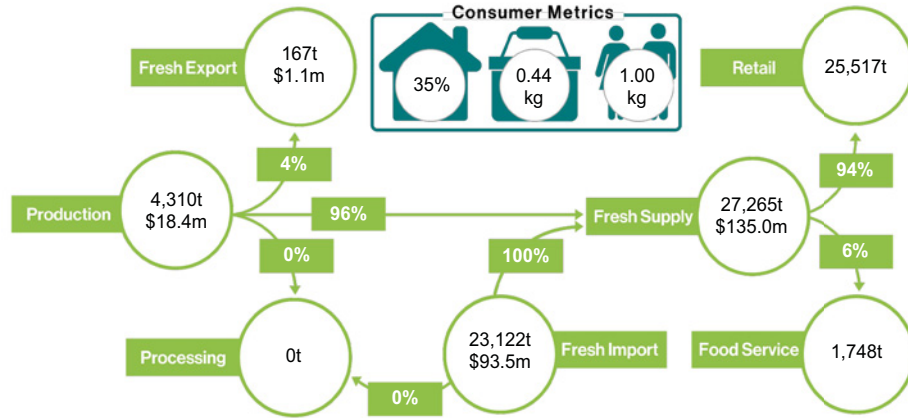 Consumer Metrics
Fresh Export
167t
$1.1m
35%
0.44
kg
1.00
kg
Retail
25,517t
4%
94%
Production
4,310t
$18.4m
96%
Fresh Supply
27,265t
$135.0m
0%
100%
6%
Processing
0t
23,122t
$93.5m
Fresh Import
Food Service
1,748t
0%